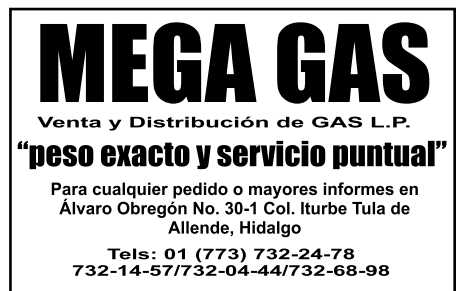 MEGA GAS
Venta y Distribución de GAS L.P.
“peso exacto y servicio puntual”
Para cualquier pedido o mayores informes en
Álvaro Obregón No. 30-1 Col. Iturbe Tula de
Allende, Hidalgo
Tels: 01 (773) 732-24-78
732-14-57/732-04-44/732-68-98